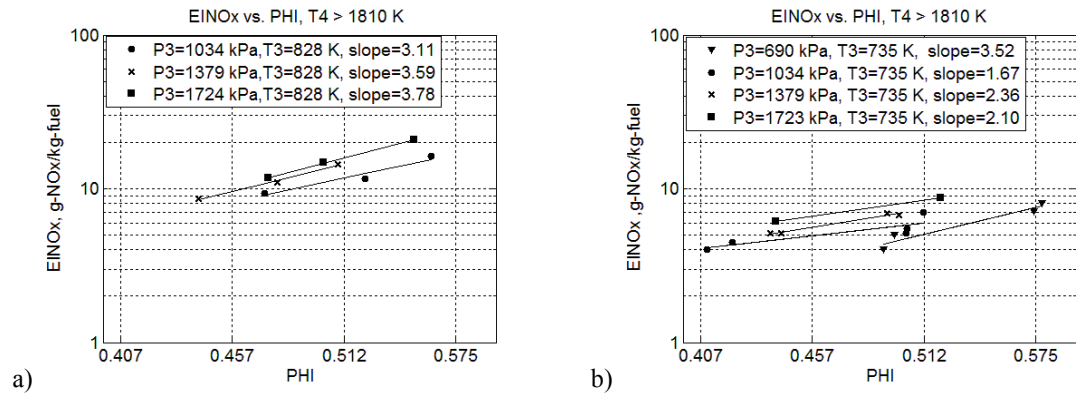 EINOx vs. PHI, T4 > 1810 K
P3=1034 kPa,T3=828 K, slope=3.11
P3=1379 kPa,T3=828 K, slope=3.59
P3=1724 kPa,T3=828 K, slope=3.78
100
10
1
EINOx, g-NOx/kg-fuel
0.407 0.457 0.512 0.575
PHI
a)
EINOx vs. PHI, T4 > 1810 K
P3=690 kPa, T3=735 K, slope=3.52
P3=1034 kPa, T3=735 K, slope=1.67
P3=1379 kPa, T3=735 K, slope=2.36
P3=1723 kPa, T3=735 K, slope=2.10
100
10
1
EINOx ,g-NOx/kg-fuel
0.407 0.457 0.512 0.575
PHI
b)